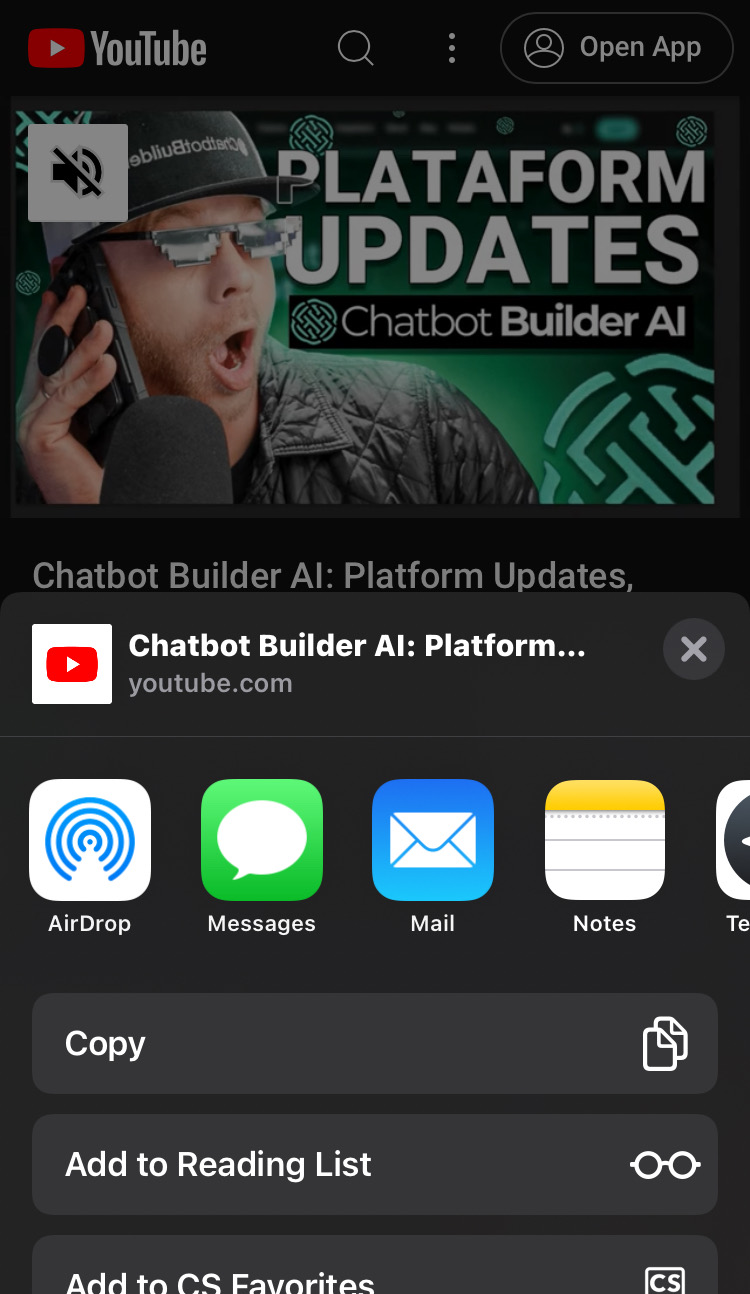 YouTube
Open App
ChatbotBuilde
PLATAFORM
UPDATES
Chatbot Builder AI
Chatbot Builder AI: Platform Updates,
Chatbot Builder AI: Platform...
youtube.com
AirDrop
Messages
Mail
Notes
Te
Copy
Add to Reading List
Add to CS Favorites
CS